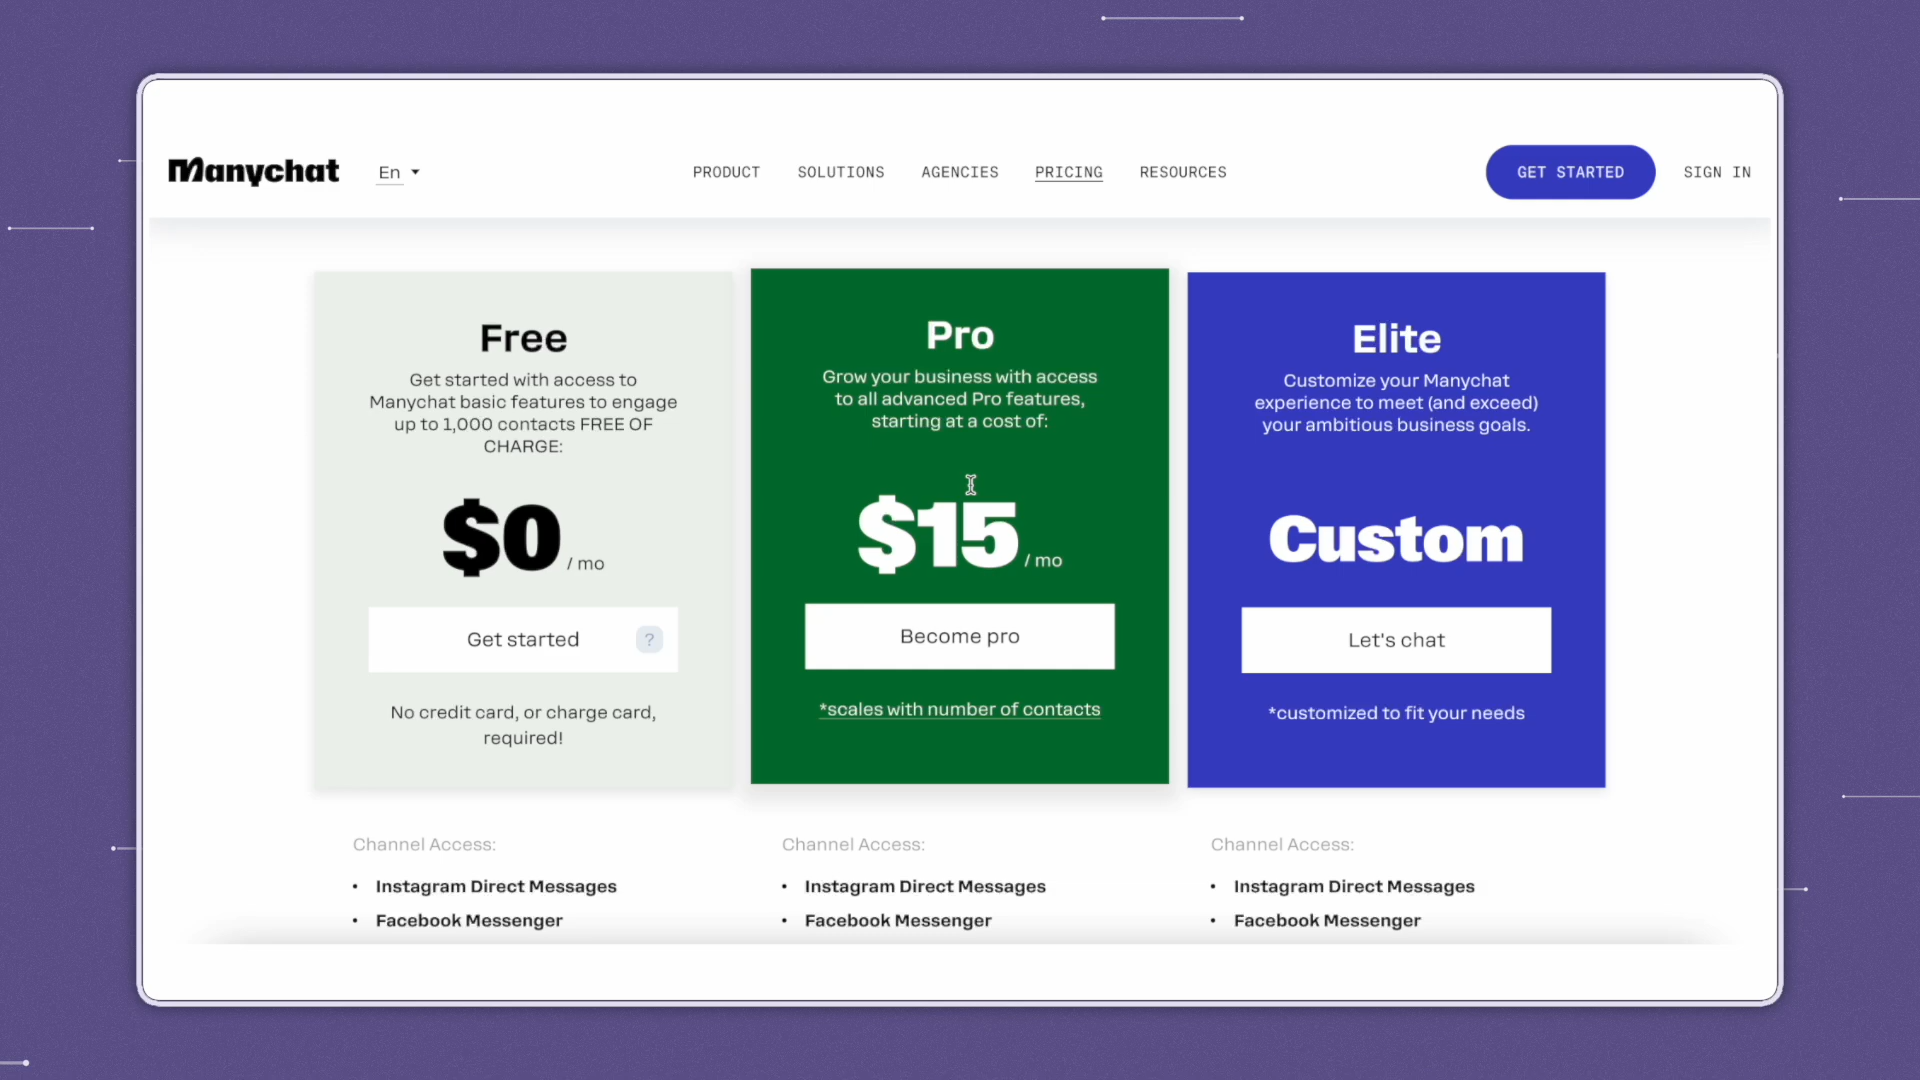 Manychat
En
PRODUCT
SOLUTIONS
AGENCIES
PRICING
RESOURCES
GET STARTED
SIGN IN
Free
Get started with access to
Manychat basic features to engage
up to 1,000 contacts FREE OF
CHARGE:
$0 / mo
Get started
?
No credit card, or charge card,
required!
Pro
Grow your business with access
to all advanced Pro features,
starting at a cost of:
$15 / mo
Become pro
*scales with number of contacts
Elite
Customize your Manychat
experience to meet (and exceed)
your ambitious business goals.
Custom
Let's chat
*customized to fit your needs
Channel Access:
• Instagram Direct Messages
• Facebook Messenger
Channel Access:
• Instagram Direct Messages
• Facebook Messenger
Channel Access:
• Instagram Direct Messages
• Facebook Messenger